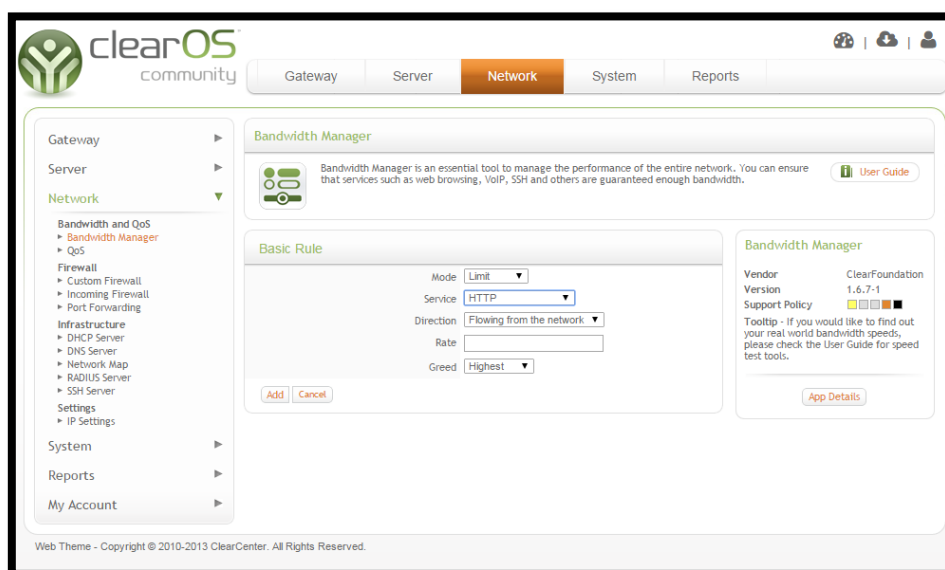 clearOS
community
Gateway
Server
Network
System
Reports
Gateway
Server
Network
Bandwidth and QoS
Bandwidth Manager
QoS
Firewall
Custom Firewall
Incoming Firewall
Port Forwarding
Infrastructure
DHCP Server
DNS Server
Network Map
RADIUS Server
SSH Server
Settings
IP Settings
System
Reports
My Account
Bandwidth Manager
Bandwidth Manager is an essential tool to manage the performance of the entire network. You can ensure
that services such as web browsing, VoIP, SSH and others are guaranteed enough bandwidth.
User Guide
Basic Rule
Mode Limit
Service HTTP
Direction Flowing from the network
Rate
Greed Highest
Add Cancel
Bandwidth Manager
Vendor ClearFoundation
Version 1.6.7-1
Support Policy
Tooltip - If you would like to find out
your real world bandwidth speeds,
please check the User Guide for speed
test tools.
App Details
Web Theme - Copyright © 2010-2013 ClearCenter. All Rights Reserved.